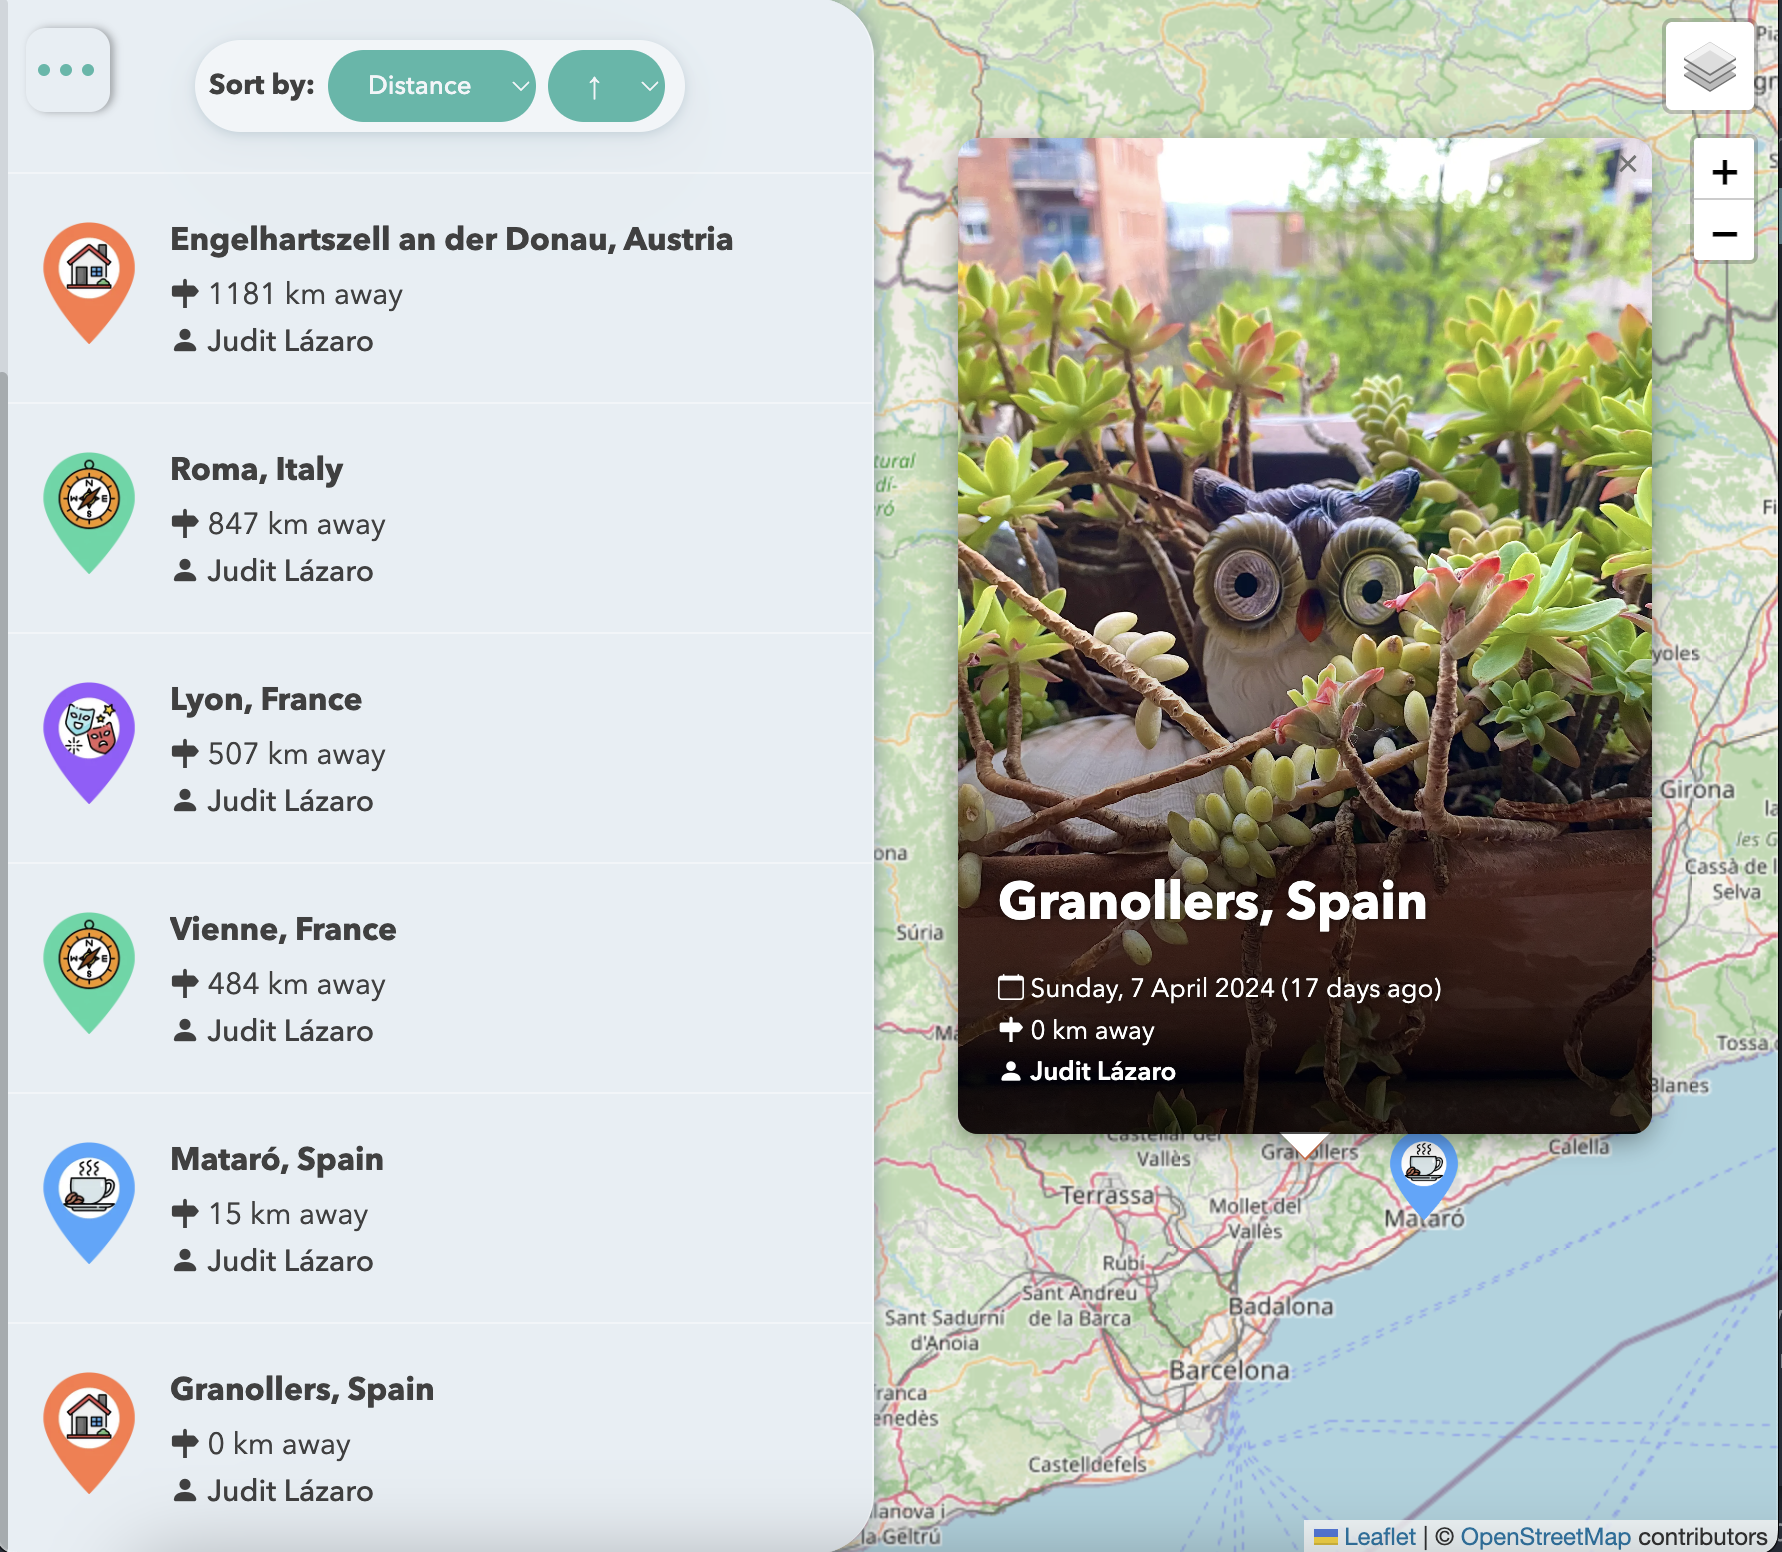 Sort by:
Distance
↑
Engelhartszell an der Donau, Austria
1181 km away
Judit Lázaro
Roma, Italy
847 km away
Judit Lázaro
Lyon, France
507 km away
Judit Lázaro
Vienne, France
484 km away
Judit Lázaro
Mataró, Spain
15 km away
Judit Lázaro
Granollers, Spain
0 km away
Judit Lázaro
+
−
×
Granollers, Spain
Sunday, 7 April 2024 (17 days ago)
0 km away
Judit Lázaro
Girona
Cassà de l
Selva
les G
Súria
Tossa
Blanes
Calella
Vallès
Granollers
Terrassa
Mollet del
Vallès
Mataró
Rubí
Sant Andreu
de la Barca
Sant Sadurní
d'Anoia
Badalona
Barcelona
Castelldefels
la Geltrú
Leaflet | © OpenStreetMap contributors